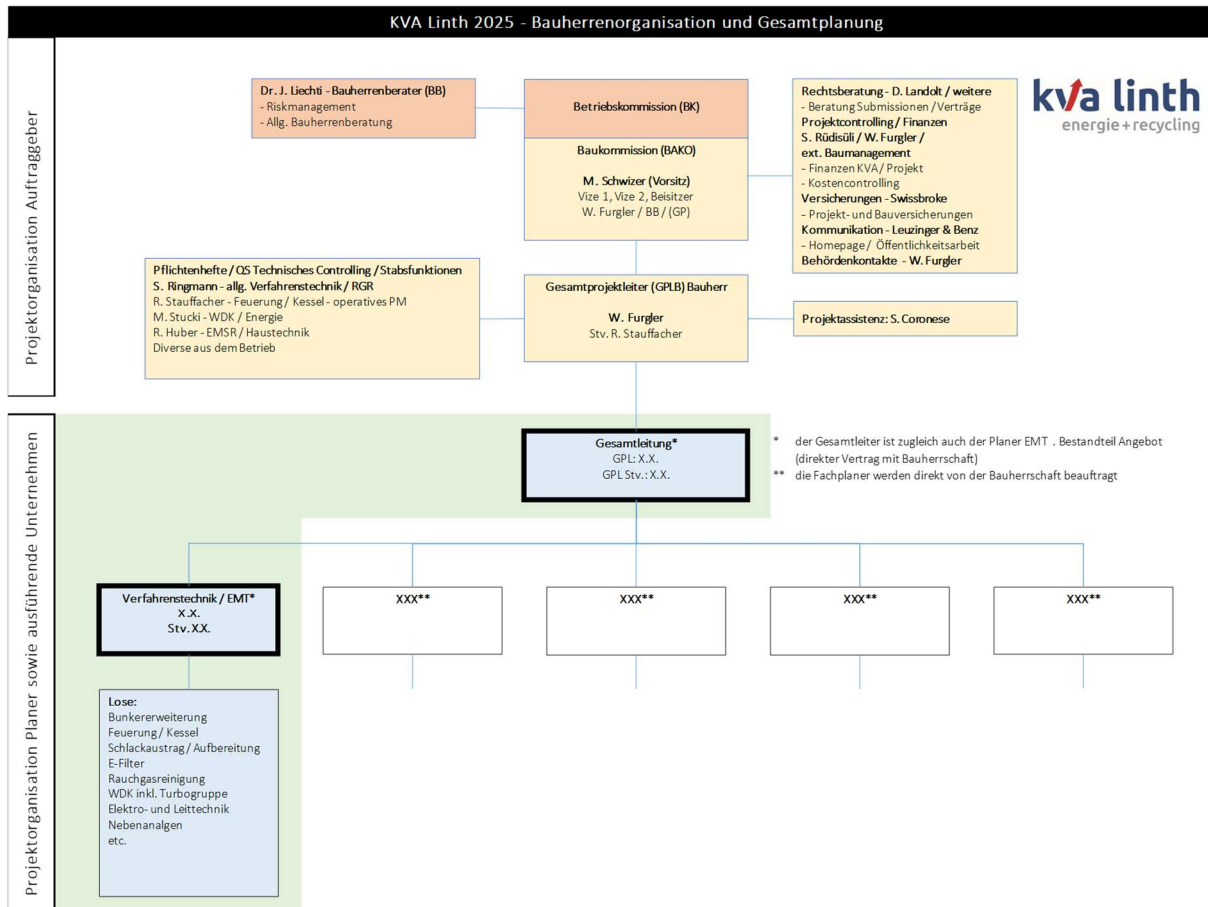 KVA Linth 2025 - Bauherrenorganisation und Gesamtplanung
Projektorganisation Auftraggeber
Dr. J. Liechti - Bauherrenberater (BB)
- Riskmanagement
- Allg. Bauherrenberatung
Betriebskommission (BK)
Baukommission (BAKO)
M. Schwizer (Vorsitz)
Vize 1, Vize 2, Beisitzer
W. Furgler / BB / (GP)
Rechtsberatung - D. Landolt / weitere
- Beratung Submissionen / Verträge
Projektcontrolling / Finanzen
S. Rüdisüli / W. Furgler /
ext. Baumanagement
- Finanzen KVA / Projekt
- Kostencontrolling
Versicherungen - Swissbroke
- Projekt- und Bauversicherungen
Kommunikation - Leuzinger & Benz
- Homepage / Öffentlichkeitsarbeit
Behördenkontakte - W. Furgler
kva linth
energie+recycling
Pflichtenhefte / QS Technisches Controlling / Stabsfunktionen
S. Ringmann - allg. Verfahrenstechnik / RGR
R. Stauffacher - Feuerung / Kessel - operatives PM
M. Stucki - WDK / Energie
R. Huber - EMSR / Haustechnik
Diverse aus dem Betrieb
Gesamtprojektleiter (GPLB) Bauherr
W. Furgler
Stv. R. Stauffacher
Projektassistenz: S. Coronese
Projektorganisation Planer sowie ausführende Unternehmen
Gesamtleitung*
GPL: X.X.
GPL Stv.: X.X.
* der Gesamtleiter ist zugleich auch der Planer EMT . Bestandteil Angebot
(direkter Vertrag mit Bauherrschaft)
** die Fachplaner werden direkt von der Bauherrschaft beauftragt
Verfahrenstechnik / EMT*
X.X.
Stv. X.X.
XXX**
XXX**
XXX**
XXX**
Lose:
Bunkererweiterung
Feuerung / Kessel
Schlackaustrag / Aufbereitung
E-Filter
Rauchgasreinigung
WDK inkl. Turbogruppe
Elektro- und Leittechnik
Nebenanalgen
etc.